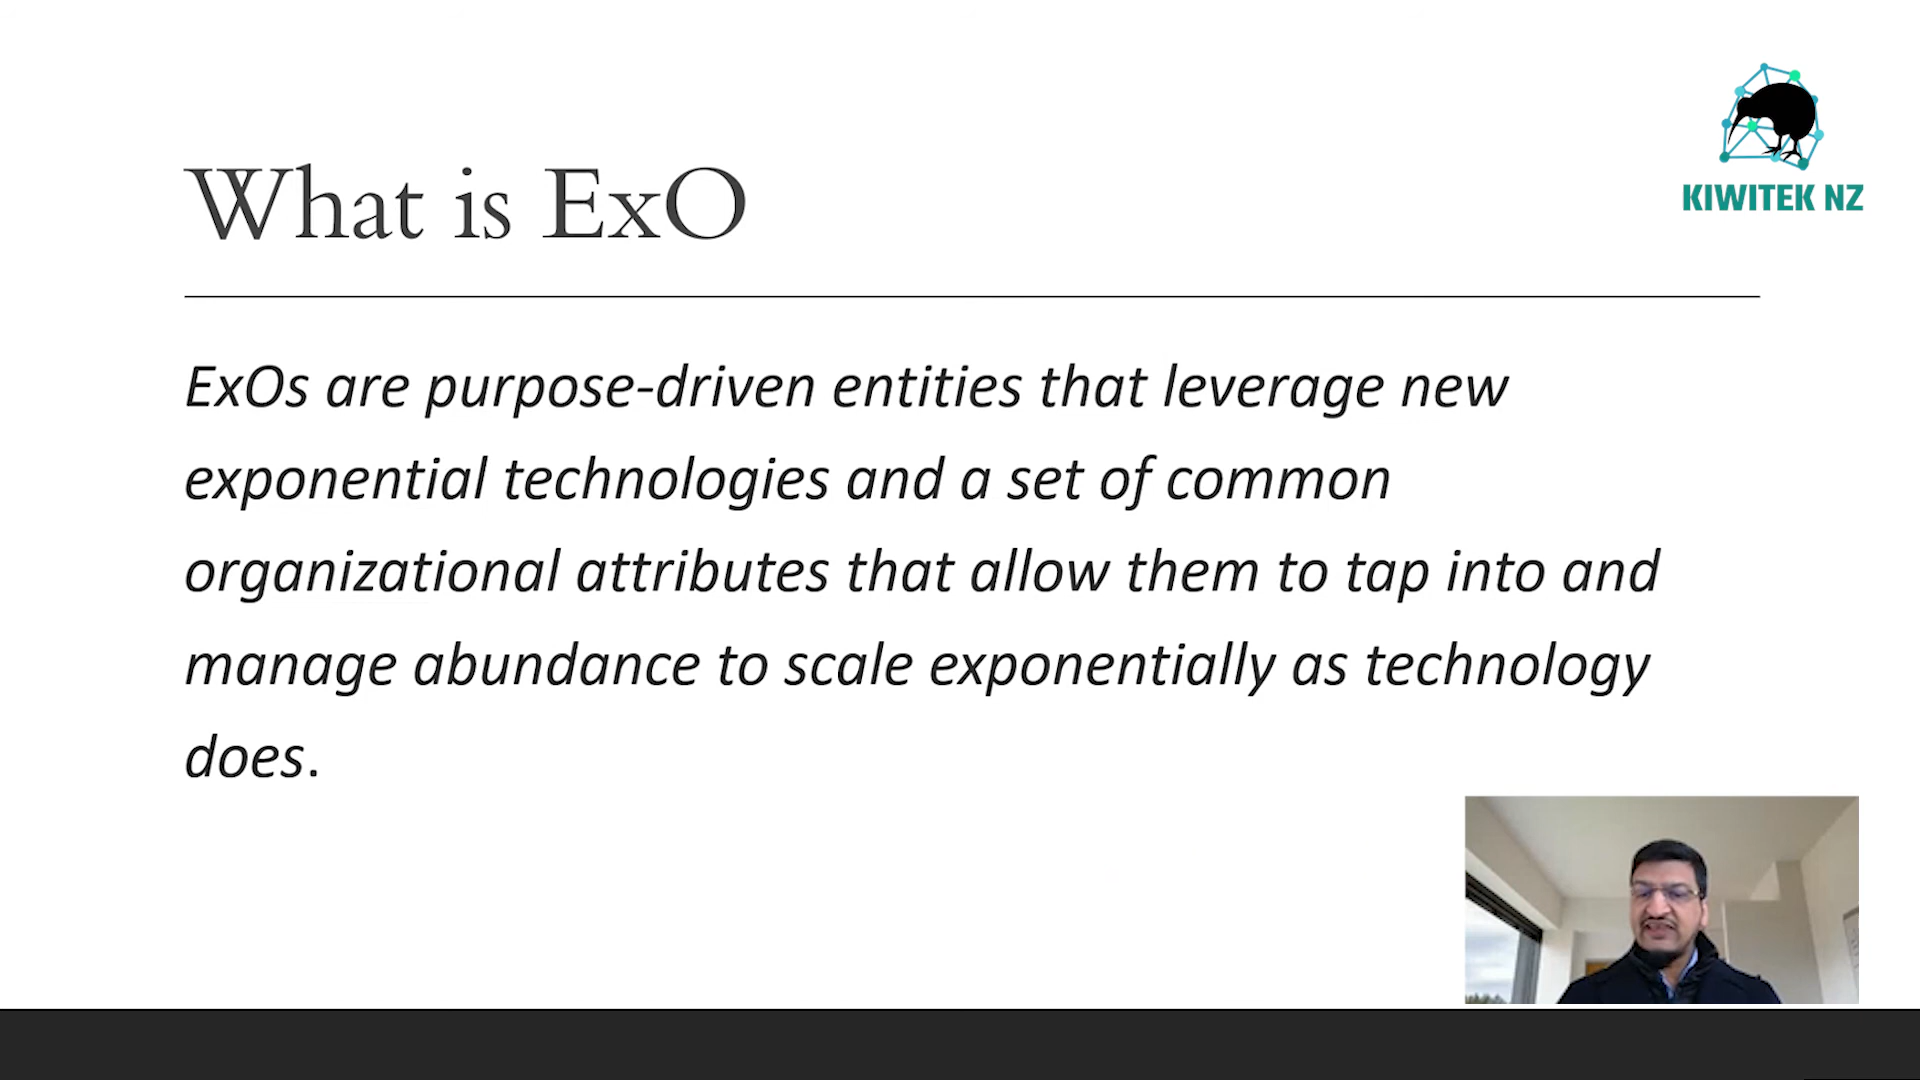 KIWITEK NZ
What is ExO
ExOs are purpose-driven entities that leverage new
exponential technologies and a set of common
organizational attributes that allow them to tap into and
manage abundance to scale exponentially as technology
does.